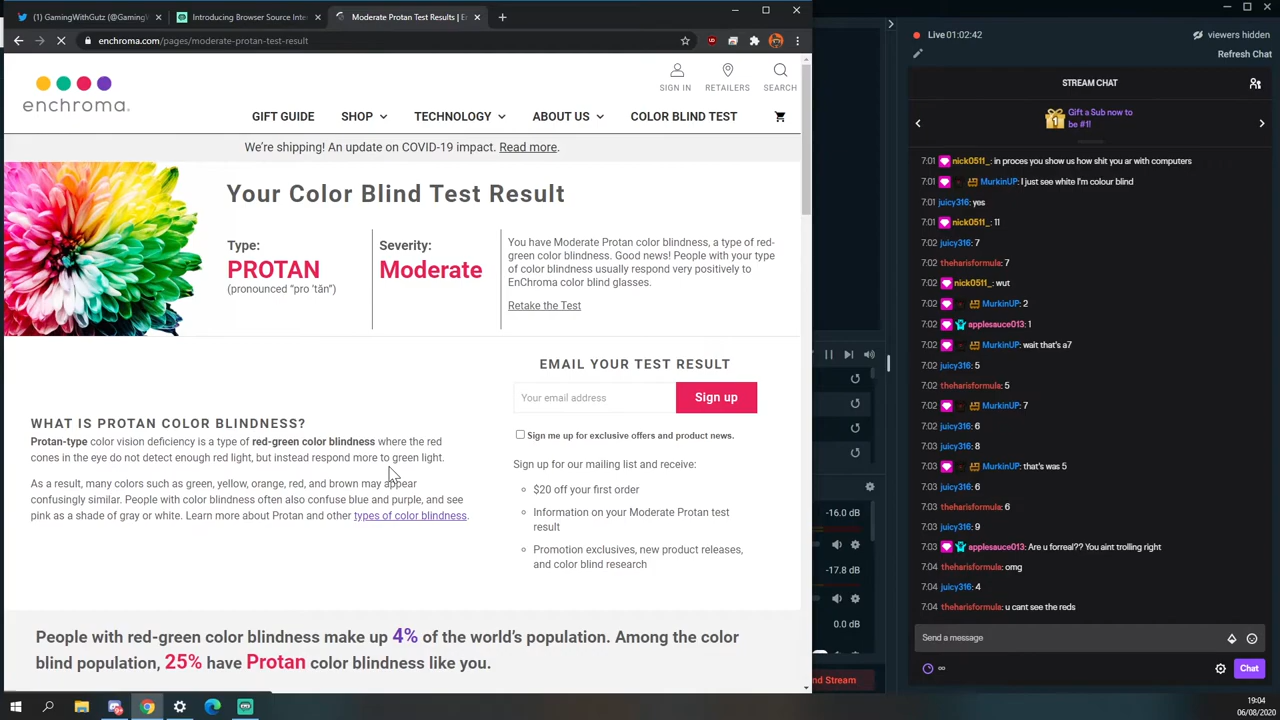 GamingWithGutz (@GamingW
Introducing Browser Source Inte
Moderate Protan Test Results | E
enchroma.com/pages/moderate-protan-test-result
enchroma.
SIGN IN
RETAILERS
SEARCH
GIFT GUIDE
SHOP
TECHNOLOGY
ABOUT US
COLOR BLIND TEST
We're shipping! An update on COVID-19 impact. Read more.
Your Color Blind Test Result
Type:
PROTAN
(pronounced “pro ’tăn”)
Severity:
Moderate
You have Moderate Protan color blindness, a type of red-
green color blindness. Good news! People with your type
of color blindness usually respond very positively to
EnChroma color blind glasses.
Retake the Test
WHAT IS PROTAN COLOR BLINDNESS?
Protan-type color vision deficiency is a type of red-green color blindness where the red
cones in the eye do not detect enough red light, but instead respond more to green light.
As a result, many colors such as green, yellow, orange, red, and brown may appear
confusingly similar. People with color blindness often also confuse blue and purple, and see
pink as a shade of gray or white. Learn more about Protan and other types of color blindness.
EMAIL YOUR TEST RESULT
Your email address
Sign up
Sign me up for exclusive offers and product news.
Sign up for our mailing list and receive:
$20 off your first order
Information on your Moderate Protan test
result
Promotion exclusives, new product releases,
and color blind research
People with red-green color blindness make up 4% of the world's population. Among the color
blind population, 25% have Protan color blindness like you.
-16.0 dB
-17.8 dB
0.0 dB
nd Stream
Live 01:02:42
viewers hidden
Refresh Chat
STREAM CHAT
Gift a Sub now to
be #1!
7:01 nick0511_: in proces you show us how shit you ar with computers
7:01 MurkinUP: I just see white I'm colour blind
7:01 juicy316: yes
7:01 nick0511_: 11
7:02 juicy316: 7
7:02 theharisformula: 7
7:02 nick0511_: wut
7:02 MurkinUP: 2
7:02 applesauce013: 1
7:02 MurkinUP: wait that's a7
7:02 juicy316: 5
7:02 theharisformula: 5
7:02 MurkinUP: 7
7:02 juicy316: 6
7:03 juicy316: 8
7:03 MurkinUP: that's was 5
7:03 juicy316: 6
7:03 theharisformula: 6
7:03 juicy316: 9
7:03 applesauce013: Are u forreal?? You aint trolling right
7:04 theharisformula: omg
7:04 juicy316: 4
7:04 theharisformula: u cant see the reds
Send a message
∞
Chat
19:04
06/08/2020